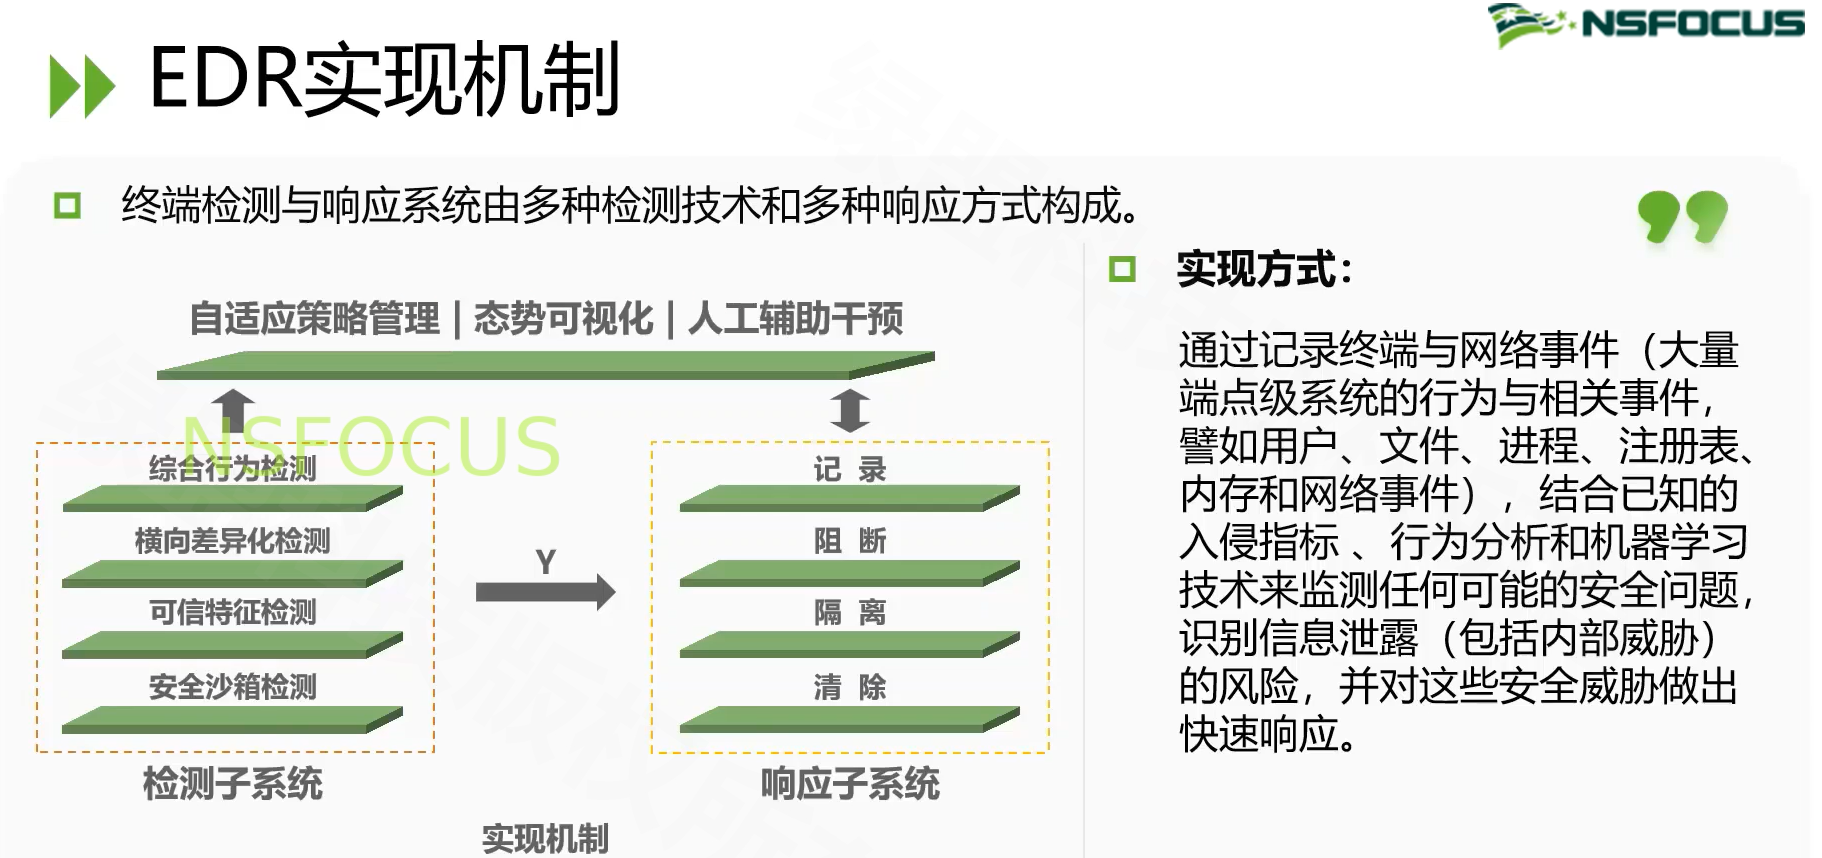 NSFOCUS
EDR实现机制
终端检测与响应系统由多种检测技术和多种响应方式构成。
自适应策略管理 | 态势可视化 | 人工辅助干预
NSFOCUS
综合行为检测
横向差异化检测
可信特征检测
安全沙箱检测
检测子系统
Y
记 录
阻 断
隔 离
清 除
响应子系统
实现机制
实现方式：
通过记录终端与网络事件（大量
端点级系统的行为与相关事件，
譬如用户、文件、进程、注册表、
内存和网络事件），结合已知的
入侵指标 、行为分析和机器学习
技术来监测任何可能的安全问题，
识别信息泄露（包括内部威胁）
的风险，并对这些安全威胁做出
快速响应。